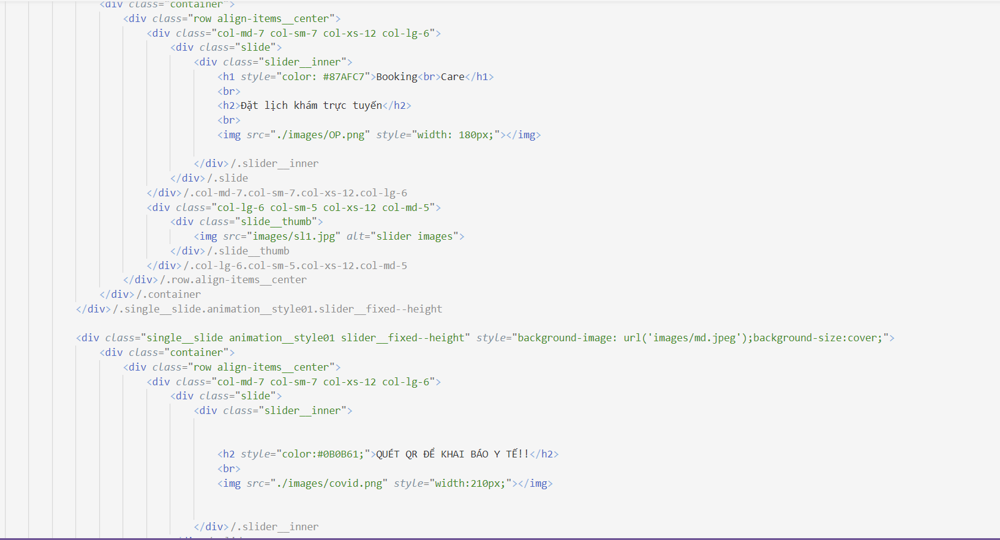 <div class="container">
<div class="row align-items__center">
<div class="col-md-7 col-sm-7 col-xs-12 col-lg-6">
<div class="slide">
<div class="slider__inner">
<h1 style="color: #87AFC7">Booking<br>Care</h1>
<br>
<h2>Đặt lịch khám trực tuyến</h2>
<br>
<img src="./images/OP.png" style="width: 180px;"></img>
</div>/.slider__inner
</div>/.slide
</div>/.col-md-7.col-sm-7.col-xs-12.col-lg-6
<div class="col-lg-6 col-sm-5 col-xs-12 col-md-5">
<div class="slide__thumb">
<img src="images/sl1.jpg" alt="slider images">
</div>/.slide__thumb
</div>/.col-lg-6.col-sm-5.col-xs-12.col-md-5
</div>/.row.align-items__center
</div>/.container
</div>/.single__slide.animation__style01.slider__fixed--height
<div class="single__slide animation__style01 slider__fixed--height" style="background-image: url('images/md.jpeg');background-size:cover;">
<div class="container">
<div class="row align-items__center">
<div class="col-md-7 col-sm-7 col-xs-12 col-lg-6">
<div class="slide">
<div class="slider__inner">
<h2 style="color:#0B0B61;">QUÉT QR ĐỂ KHAI BÁO Y TẾ!!</h2>
<br>
<img src="./images/covid.png" style="width:210px;"></img>
</div>/.slider__inner